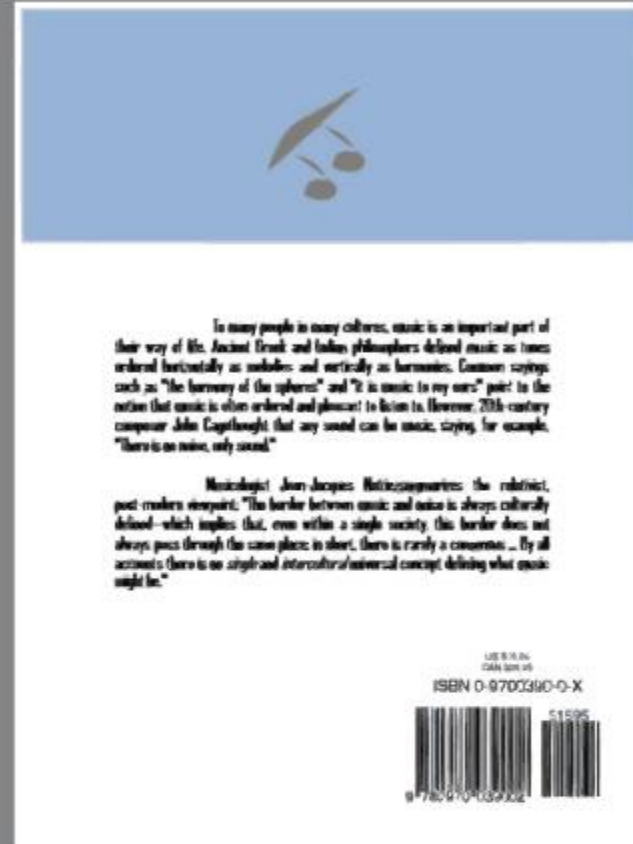 To many people in many cultures, music is an important part of
their way of life. Ancient Greek and Indian philosophers defined music as tones
ordered horizontally as melodies and vertically as harmonies. Common sayings
such as "the harmony of the spheres" and "it is music to my ears" point to the
notion that music is often ordered and pleasant to listen to. However, 20th-century
composer John Cagethought that any sound can be music, saying, for example,
"There is no noise, only sound."
Musicologist Jean-Jacques the relativist,
post-modern viewpoint: "The border between music and noise is always culturally
defined—which implies that, even within a single society, this border does not
always pass through the same place; in short, there is rarely a consensus ... By all
accounts there is no single and intercultural universal concept defining what music
might be."
ISBN 0-9700390-0-X
51595